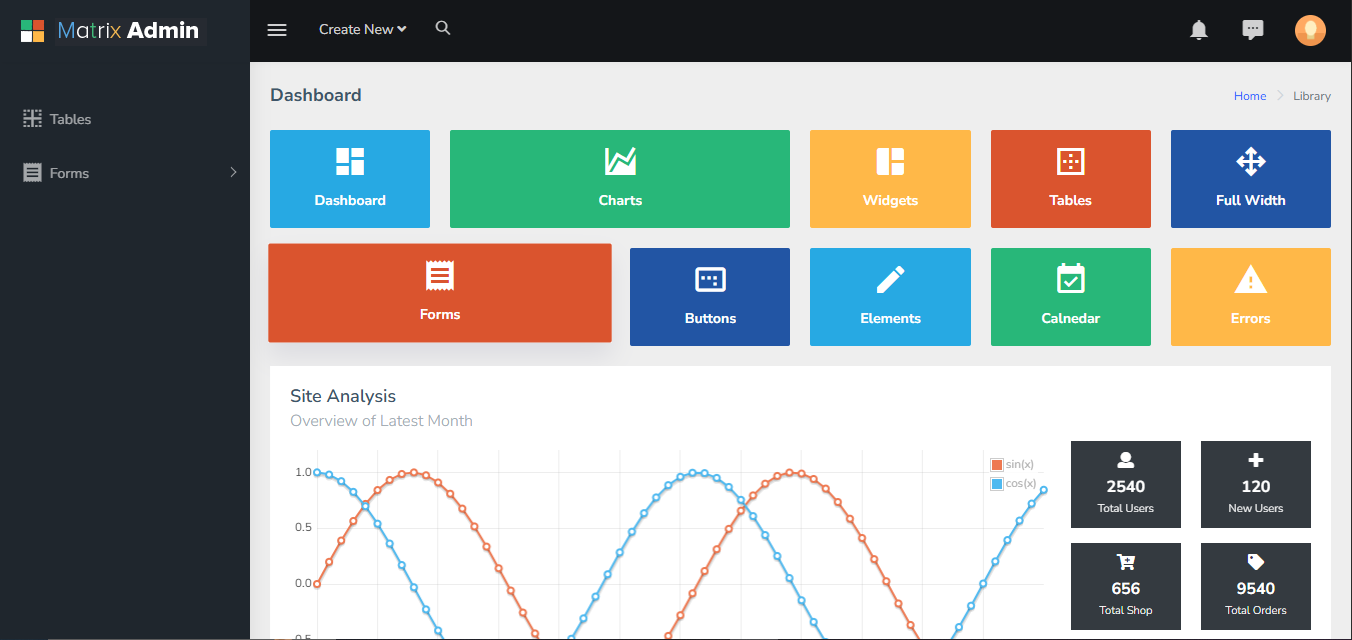 Matrix Admin
Create New
Tables
Forms
Dashboard
Home
Library
Dashboard
Charts
Widgets
Tables
Full Width
Forms
Buttons
Elements
Calnedar
Errors
Site Analysis
Overview of Latest Month
1.0
0.5
0.0
-0.5
sin(x)
cos(x)
2540
Total Users
120
New Users
656
Total Shop
9540
Total Orders